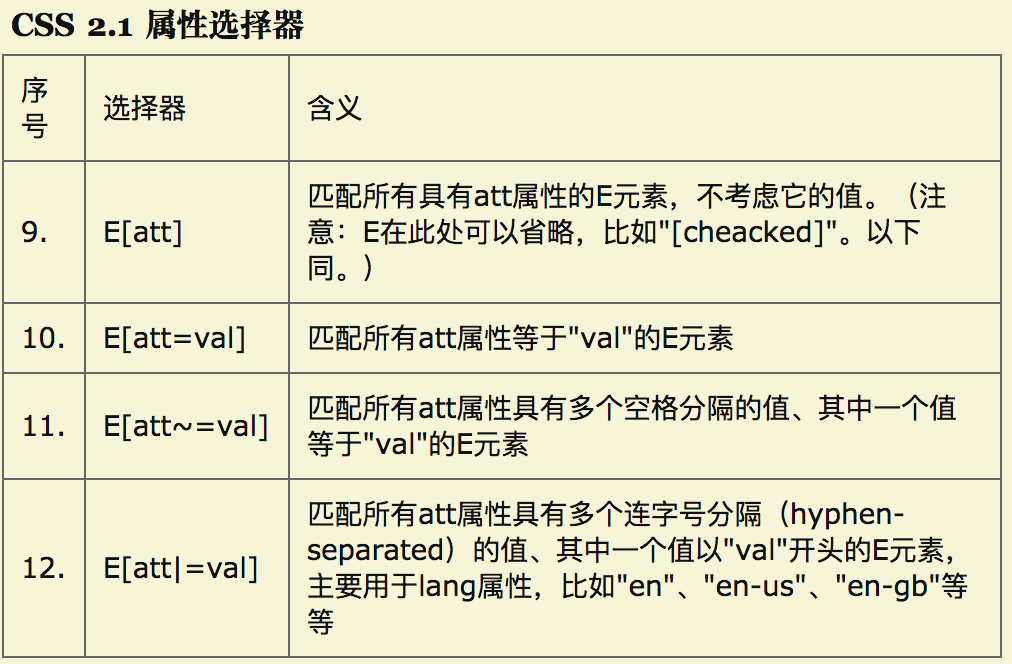 CSS 2.1 属性选择器
序
号
选择器
含义
9.
E[att]
匹配所有具有att属性的E元素，不考虑它的值。（注
意：E在此处可以省略，比如"[cheacked]"。以下
同。）
10.
E[att=val]
匹配所有att属性等于"val"的E元素
11.
E[att~=val]
匹配所有att属性具有多个空格分隔的值、其中一个值
等于"val"的E元素
12.
E[att|=val]
匹配所有att属性具有多个连字号分隔（hyphen-
separated）的值、其中一个值以"val"开头的E元素，
主要用于lang属性，比如"en"、"en-us"、"en-gb"等
等